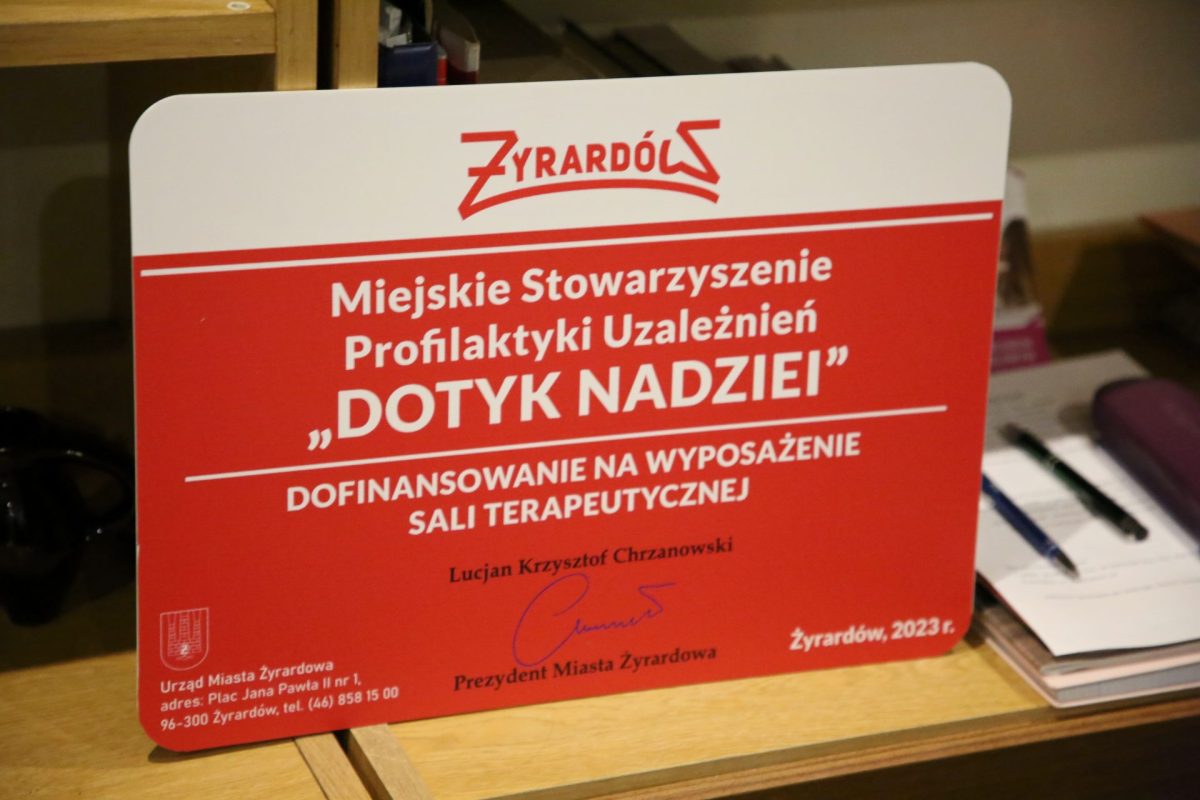 ŻYRARDÓW
Miejskie Stowarzyszenie
Profilaktyki Uzależnień
„DOTYK NADZIEI”
DOFINANSOWANIE NA WYPOSAŻENIE
SALI TERAPEUTYCZNEJ
Lucjan Krzysztof Chrzanowski
Prezydent Miasta Żyrardowa
Urząd Miasta Żyrardowa
adres: Plac Jana Pawła II nr 1,
96-300 Żyrardów, tel. (46) 858 15 00
Żyrardów, 2023 r.